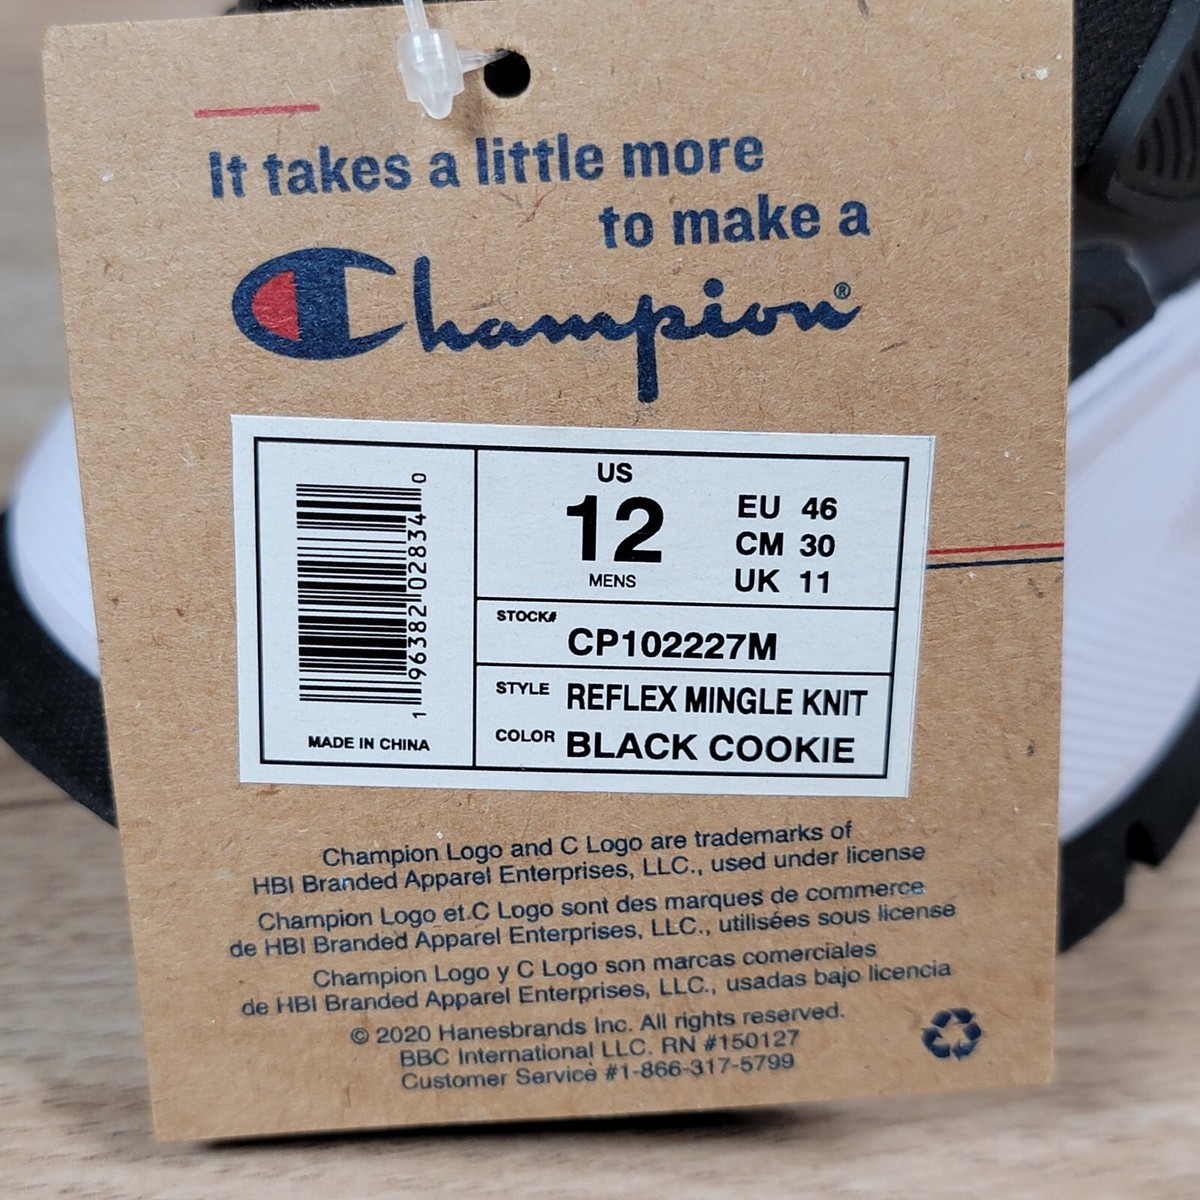 It takes a little more
to make a
Champion®
1 96382 02834 0
MADE IN CHINA
US
12
MENS
EU 46
CM 30
UK 11
STOCK#
CP102227M
STYLE REFLEX MINGLE KNIT
COLOR BLACK COOKIE
Champion Logo and C Logo are trademarks of
HBI Branded Apparel Enterprises, LLC., used under license
Champion Logo et C Logo sont des marques de commerce
de HBI Branded Apparel Enterprises, LLC., utilisées sous license
Champion Logo y C Logo son marcas comerciales
de HBI Branded Apparel Enterprises, LLC., usadas bajo licencia
© 2020 Hanesbrands Inc. All rights reserved.
BBC International LLC. RN #150127
Customer Service #1-866-317-5799